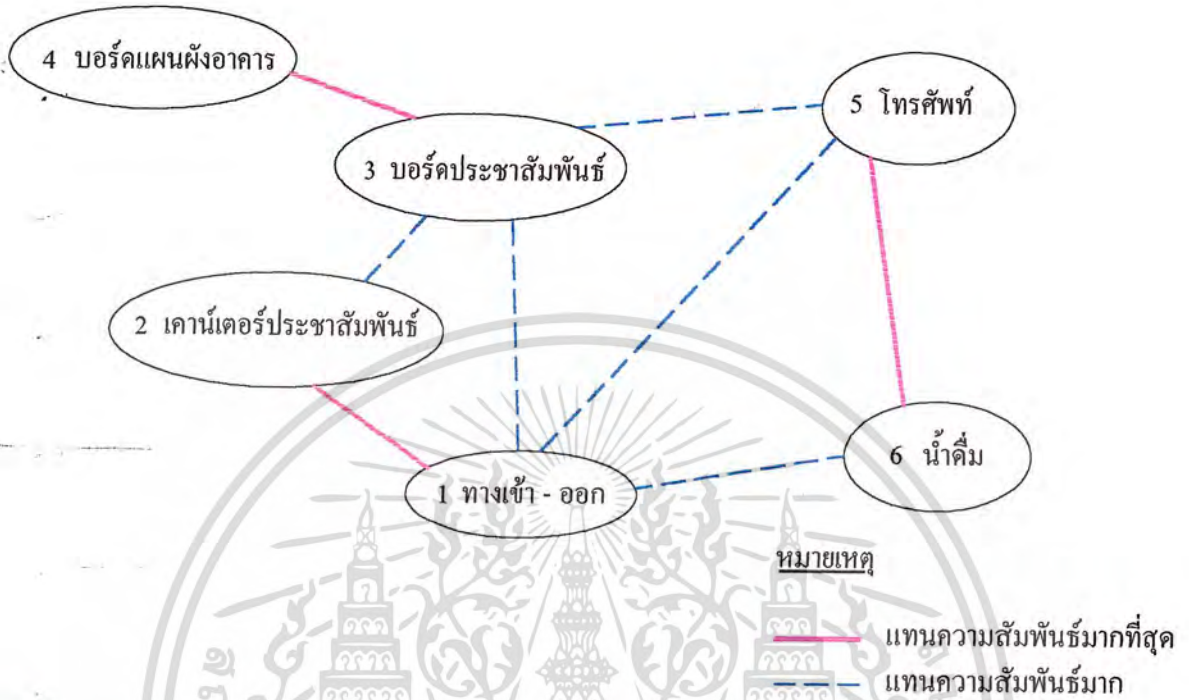 4 บอร์ดแผนผังอาคาร
5 โทรศัพท์
3 บอร์ดประชาสัมพันธ์
2 เคาน์เตอร์ประชาสัมพันธ์
6 น้ำดื่ม
1 ทางเข้า - ออก
หมายเหตุ
แทนความสัมพันธ์มากที่สุด
แทนความสัมพันธ์มาก